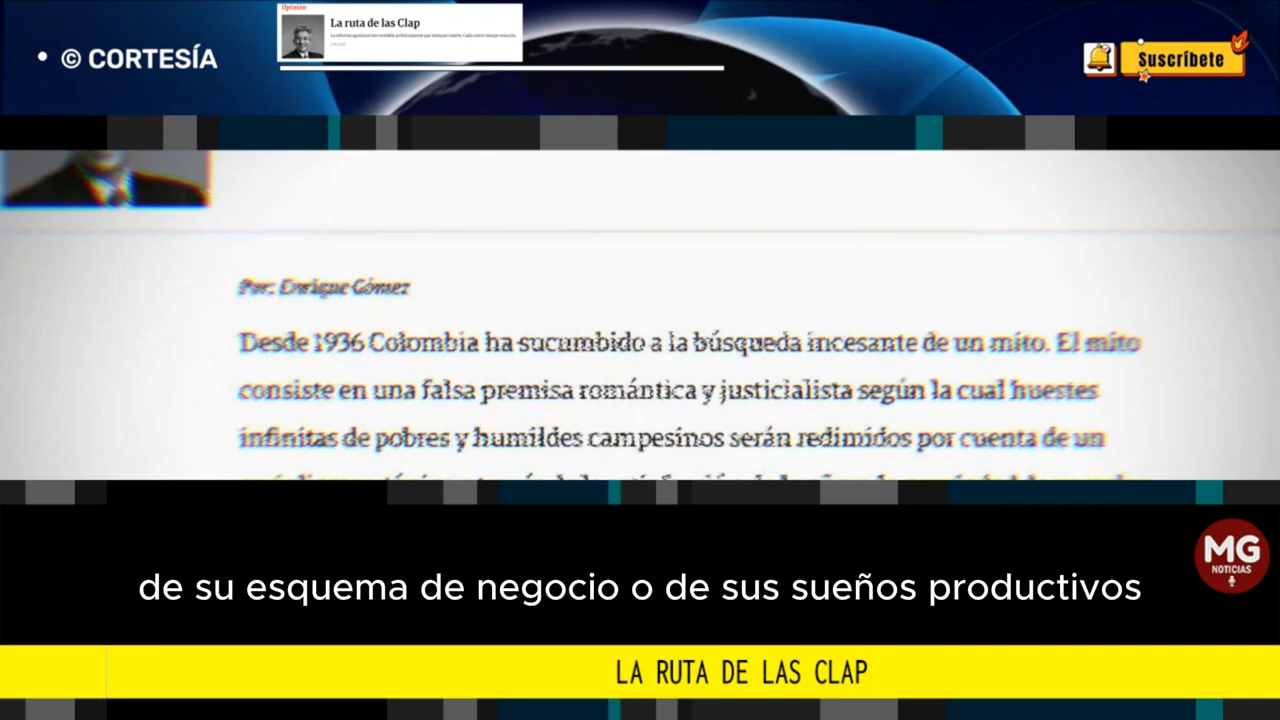 Opinión
La ruta de las Clap
• © CORTESÍA
Suscríbete
Por: Enrique Gómez
Desde 1936 Colombia ha sucumbido a la búsqueda incesante de un mito. El mito
consiste en una falsa premisa romántica y justicialista según la cual huestes
infinitas de pobres y humildes campesinos serán redimidos por cuenta de un
MG
NOTICIAS
de su esquema de negocio o de sus sueños productivos
LA RUTA DE LAS CLAP